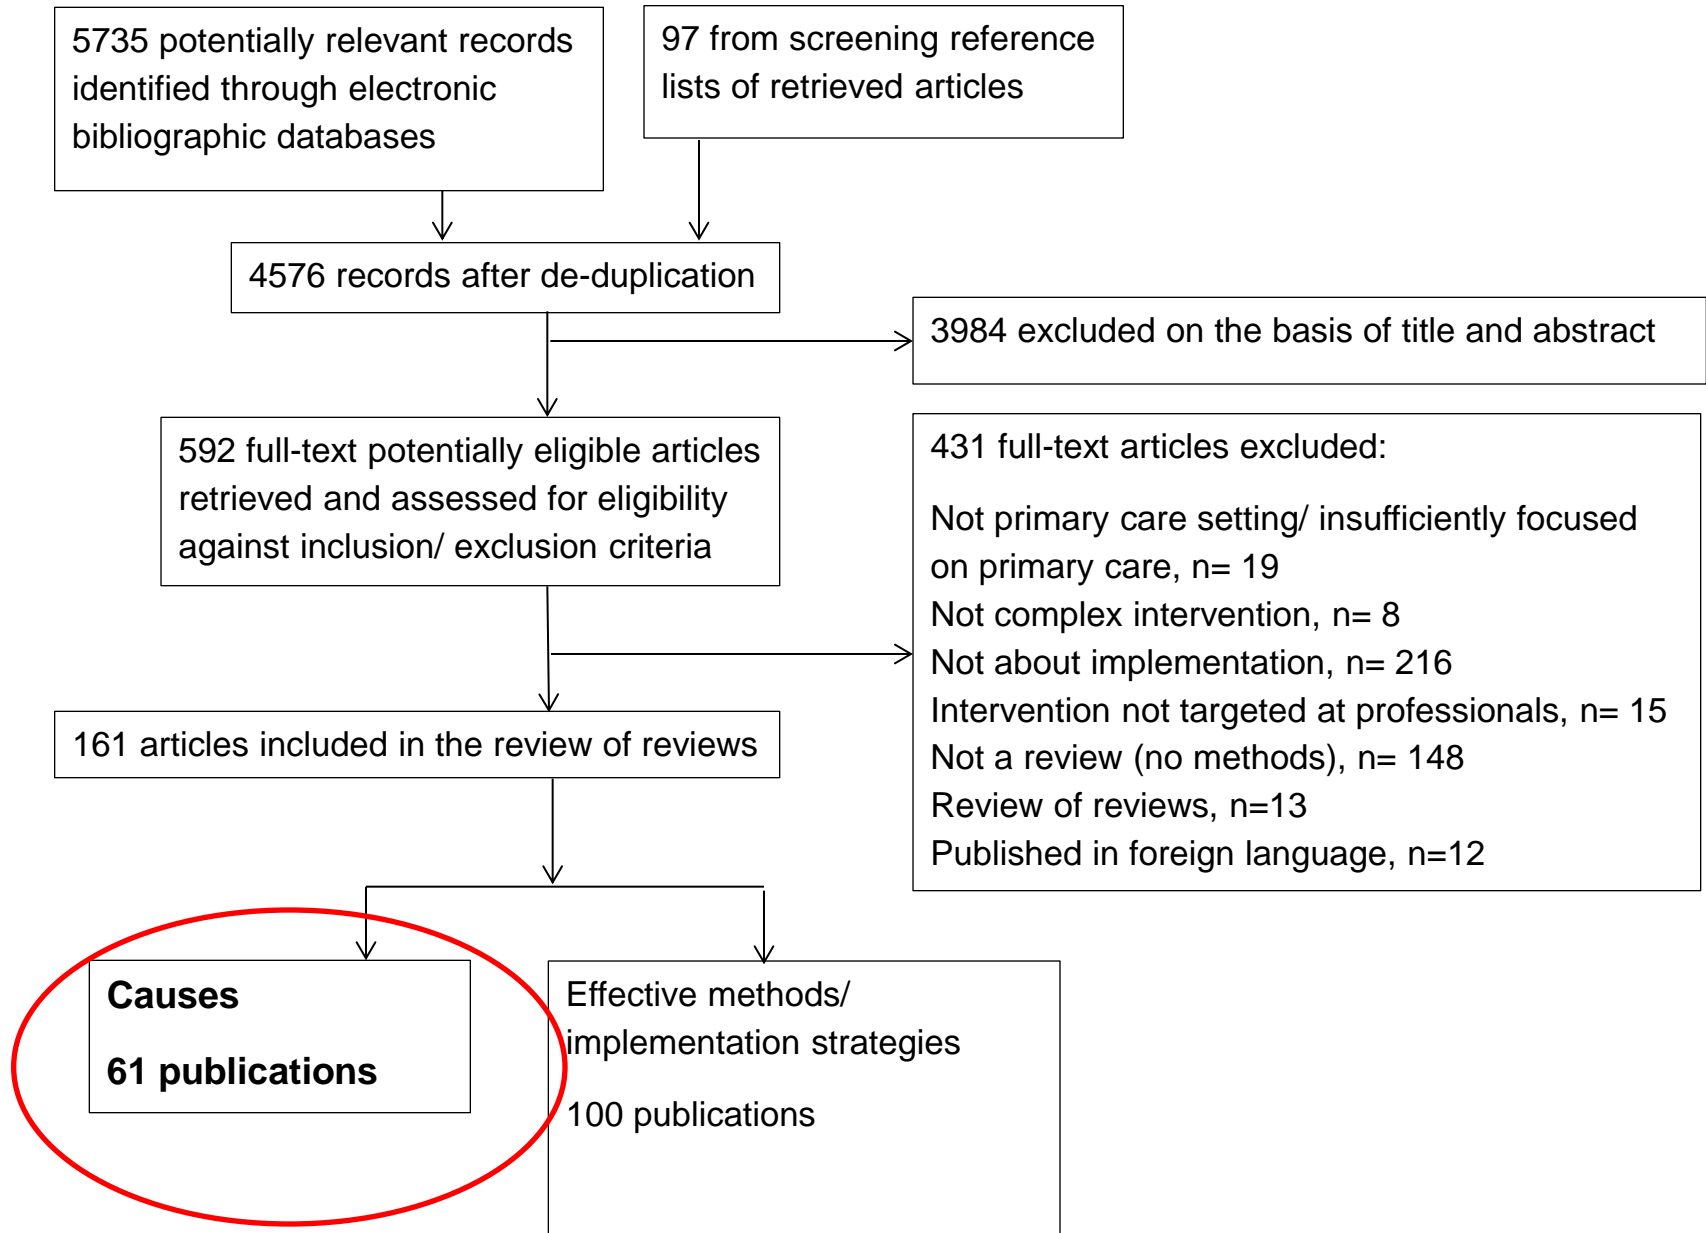 5735 potentially relevant records
identified through electronic
bibliographic databases
97 from screening reference
lists of retrieved articles
4576 records after de-duplication
3984 excluded on the basis of title and abstract
592 full-text potentially eligible articles
retrieved and assessed for eligibility
against inclusion/ exclusion criteria
431 full-text articles excluded:
Not primary care setting/ insufficiently focused
on primary care, n= 19
Not complex intervention, n= 8
Not about implementation, n= 216
Intervention not targeted at professionals, n= 15
Not a review (no methods), n= 148
Review of reviews, n=13
Published in foreign language, n=12
161 articles included in the review of reviews
Causes
61 publications
Effective methods/
implementation strategies
100 publications